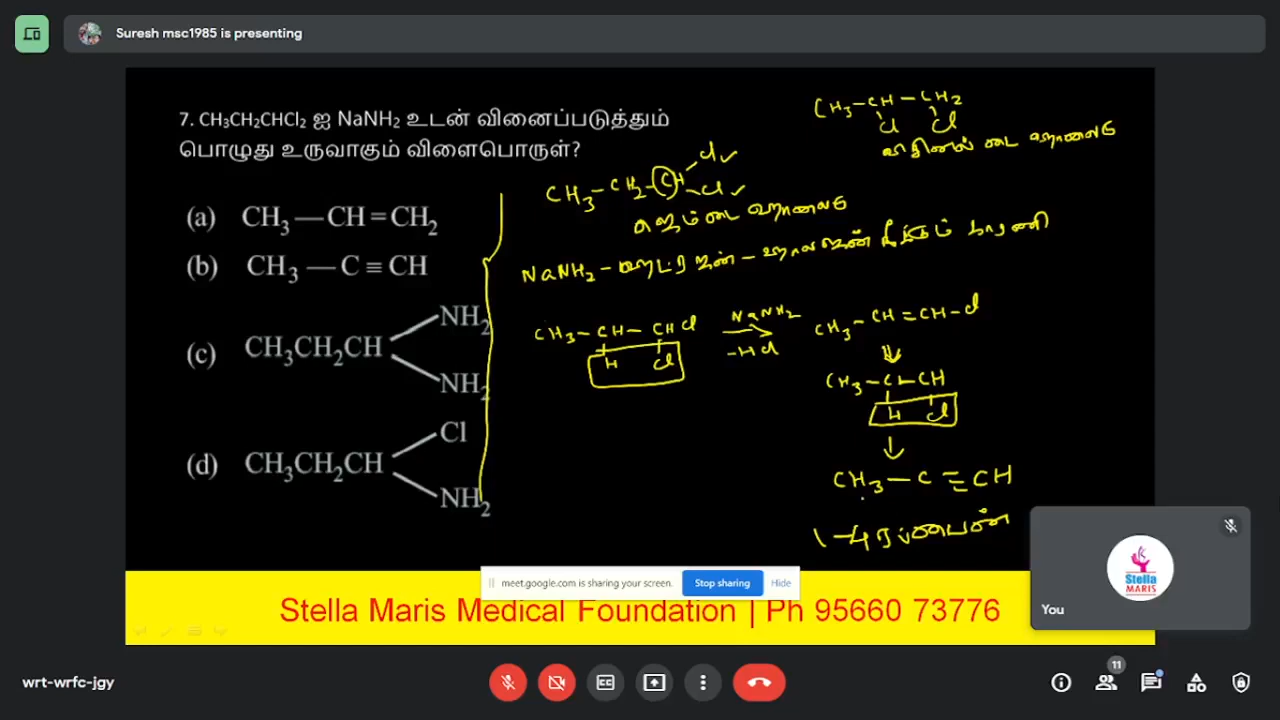 Suresh msc1985 is presenting
7. CH₃CH₂CHCl₂ ஐ NaNH₂ உடன் வினைப்படுத்தும்
பொழுது உருவாகும் விளைபொருள்?
(a) CH₃ — CH = CH₂
(b) CH₃ — C ≡ CH
(c) CH₃CH₂CH NH₂ NH₂
(d) CH₃CH₂CH Cl NH₂
CH₃ – CH – CH₂
Cl Cl
டை
CH₃ – CH₂ – CH Cl Cl
டை
NaNH₂ –
CH₃ – CH – CH Cl
H Cl
NaNH₂
– HCl
CH₃ – CH = CH – Cl
CH₃ – C – CH
H Cl
CH₃ – C ≡ CH
meet.google.com is sharing your screen. Stop sharing Hide
Stella Maris Medical Foundation | Ph 95660 73776
Stella
MARIS
You
wrt-wrfc-jgy
11